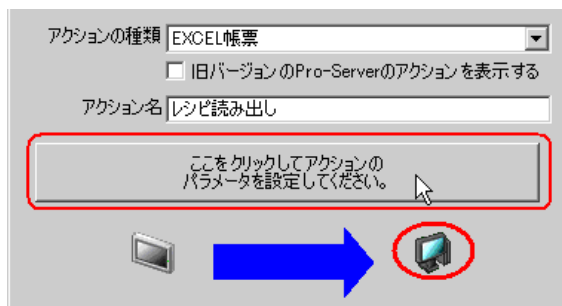 アクションの種類 EXCEL帳票
旧バージョンのPro-Serverのアクションを表示する
アクション名 レシピ読み出し
ここをクリックしてアクションの
パラメータを設定してください。